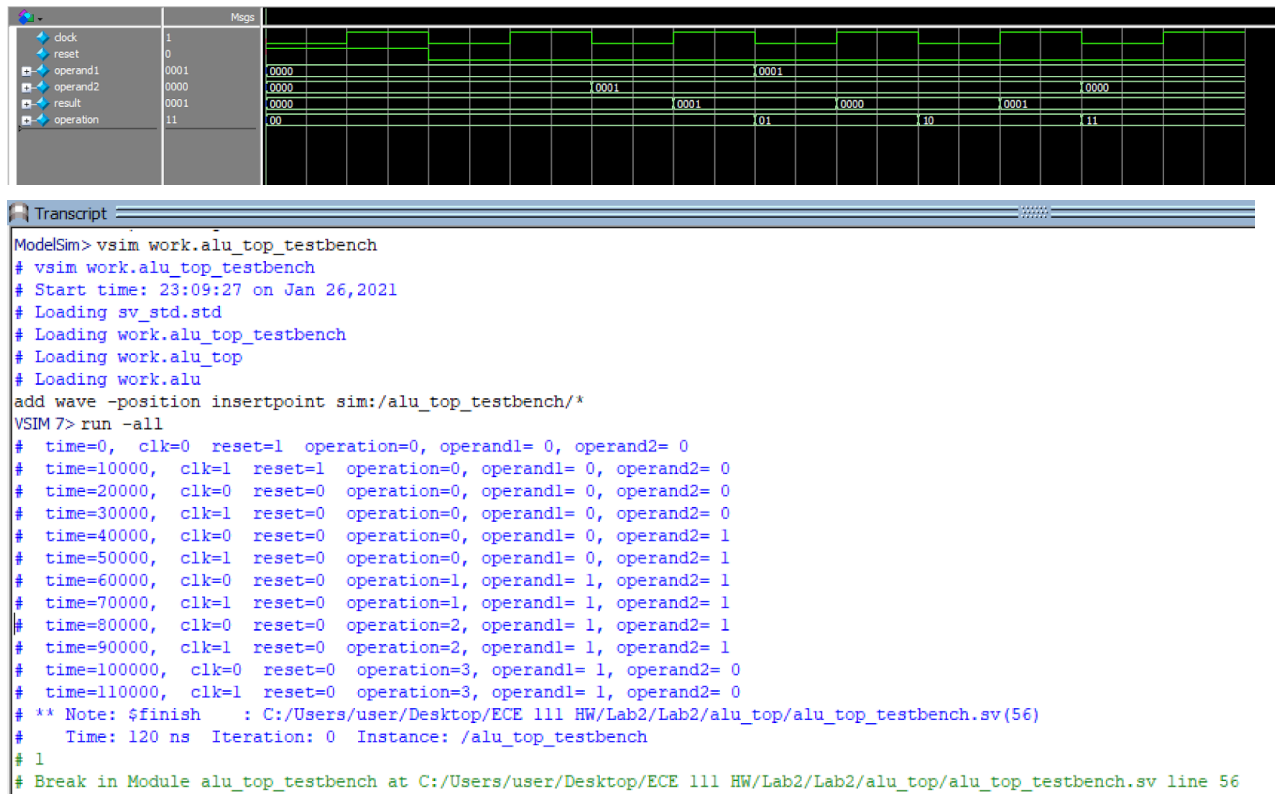 Msgs
clock 1
reset 0
operand1 0001 0000 0001
operand2 0000 0000 0001 0000
result 0001 0000 0001 0000 0001
operation 11 00 01 10 11
Transcript
ModelSim> vsim work.alu_top_testbench
# vsim work.alu_top_testbench
# Start time: 23:09:27 on Jan 26,2021
# Loading sv_std.std
# Loading work.alu_top_testbench
# Loading work.alu_top
# Loading work.alu
add wave -position insertpoint sim:/alu_top_testbench/*
VSIM 7> run -all
#  time=0,  clk=0  reset=1  operation=0, operand1= 0, operand2= 0
#  time=10000,  clk=1  reset=1  operation=0, operand1= 0, operand2= 0
#  time=20000,  clk=0  reset=0  operation=0, operand1= 0, operand2= 0
#  time=30000,  clk=1  reset=0  operation=0, operand1= 0, operand2= 0
#  time=40000,  clk=0  reset=0  operation=0, operand1= 0, operand2= 1
#  time=50000,  clk=1  reset=0  operation=0, operand1= 0, operand2= 1
#  time=60000,  clk=0  reset=0  operation=1, operand1= 1, operand2= 1
#  time=70000,  clk=1  reset=0  operation=1, operand1= 1, operand2= 1
#  time=80000,  clk=0  reset=0  operation=2, operand1= 1, operand2= 1
#  time=90000,  clk=1  reset=0  operation=2, operand1= 1, operand2= 1
#  time=100000,  clk=0  reset=0  operation=3, operand1= 1, operand2= 0
#  time=110000,  clk=1  reset=0  operation=3, operand1= 1, operand2= 0
# ** Note: $finish    : C:/Users/user/Desktop/ECE 111 HW/Lab2/Lab2/alu_top/alu_top_testbench.sv(56)
#    Time: 120 ns  Iteration: 0  Instance: /alu_top_testbench
# 1
# Break in Module alu_top_testbench at C:/Users/user/Desktop/ECE 111 HW/Lab2/Lab2/alu_top/alu_top_testbench.sv line 56